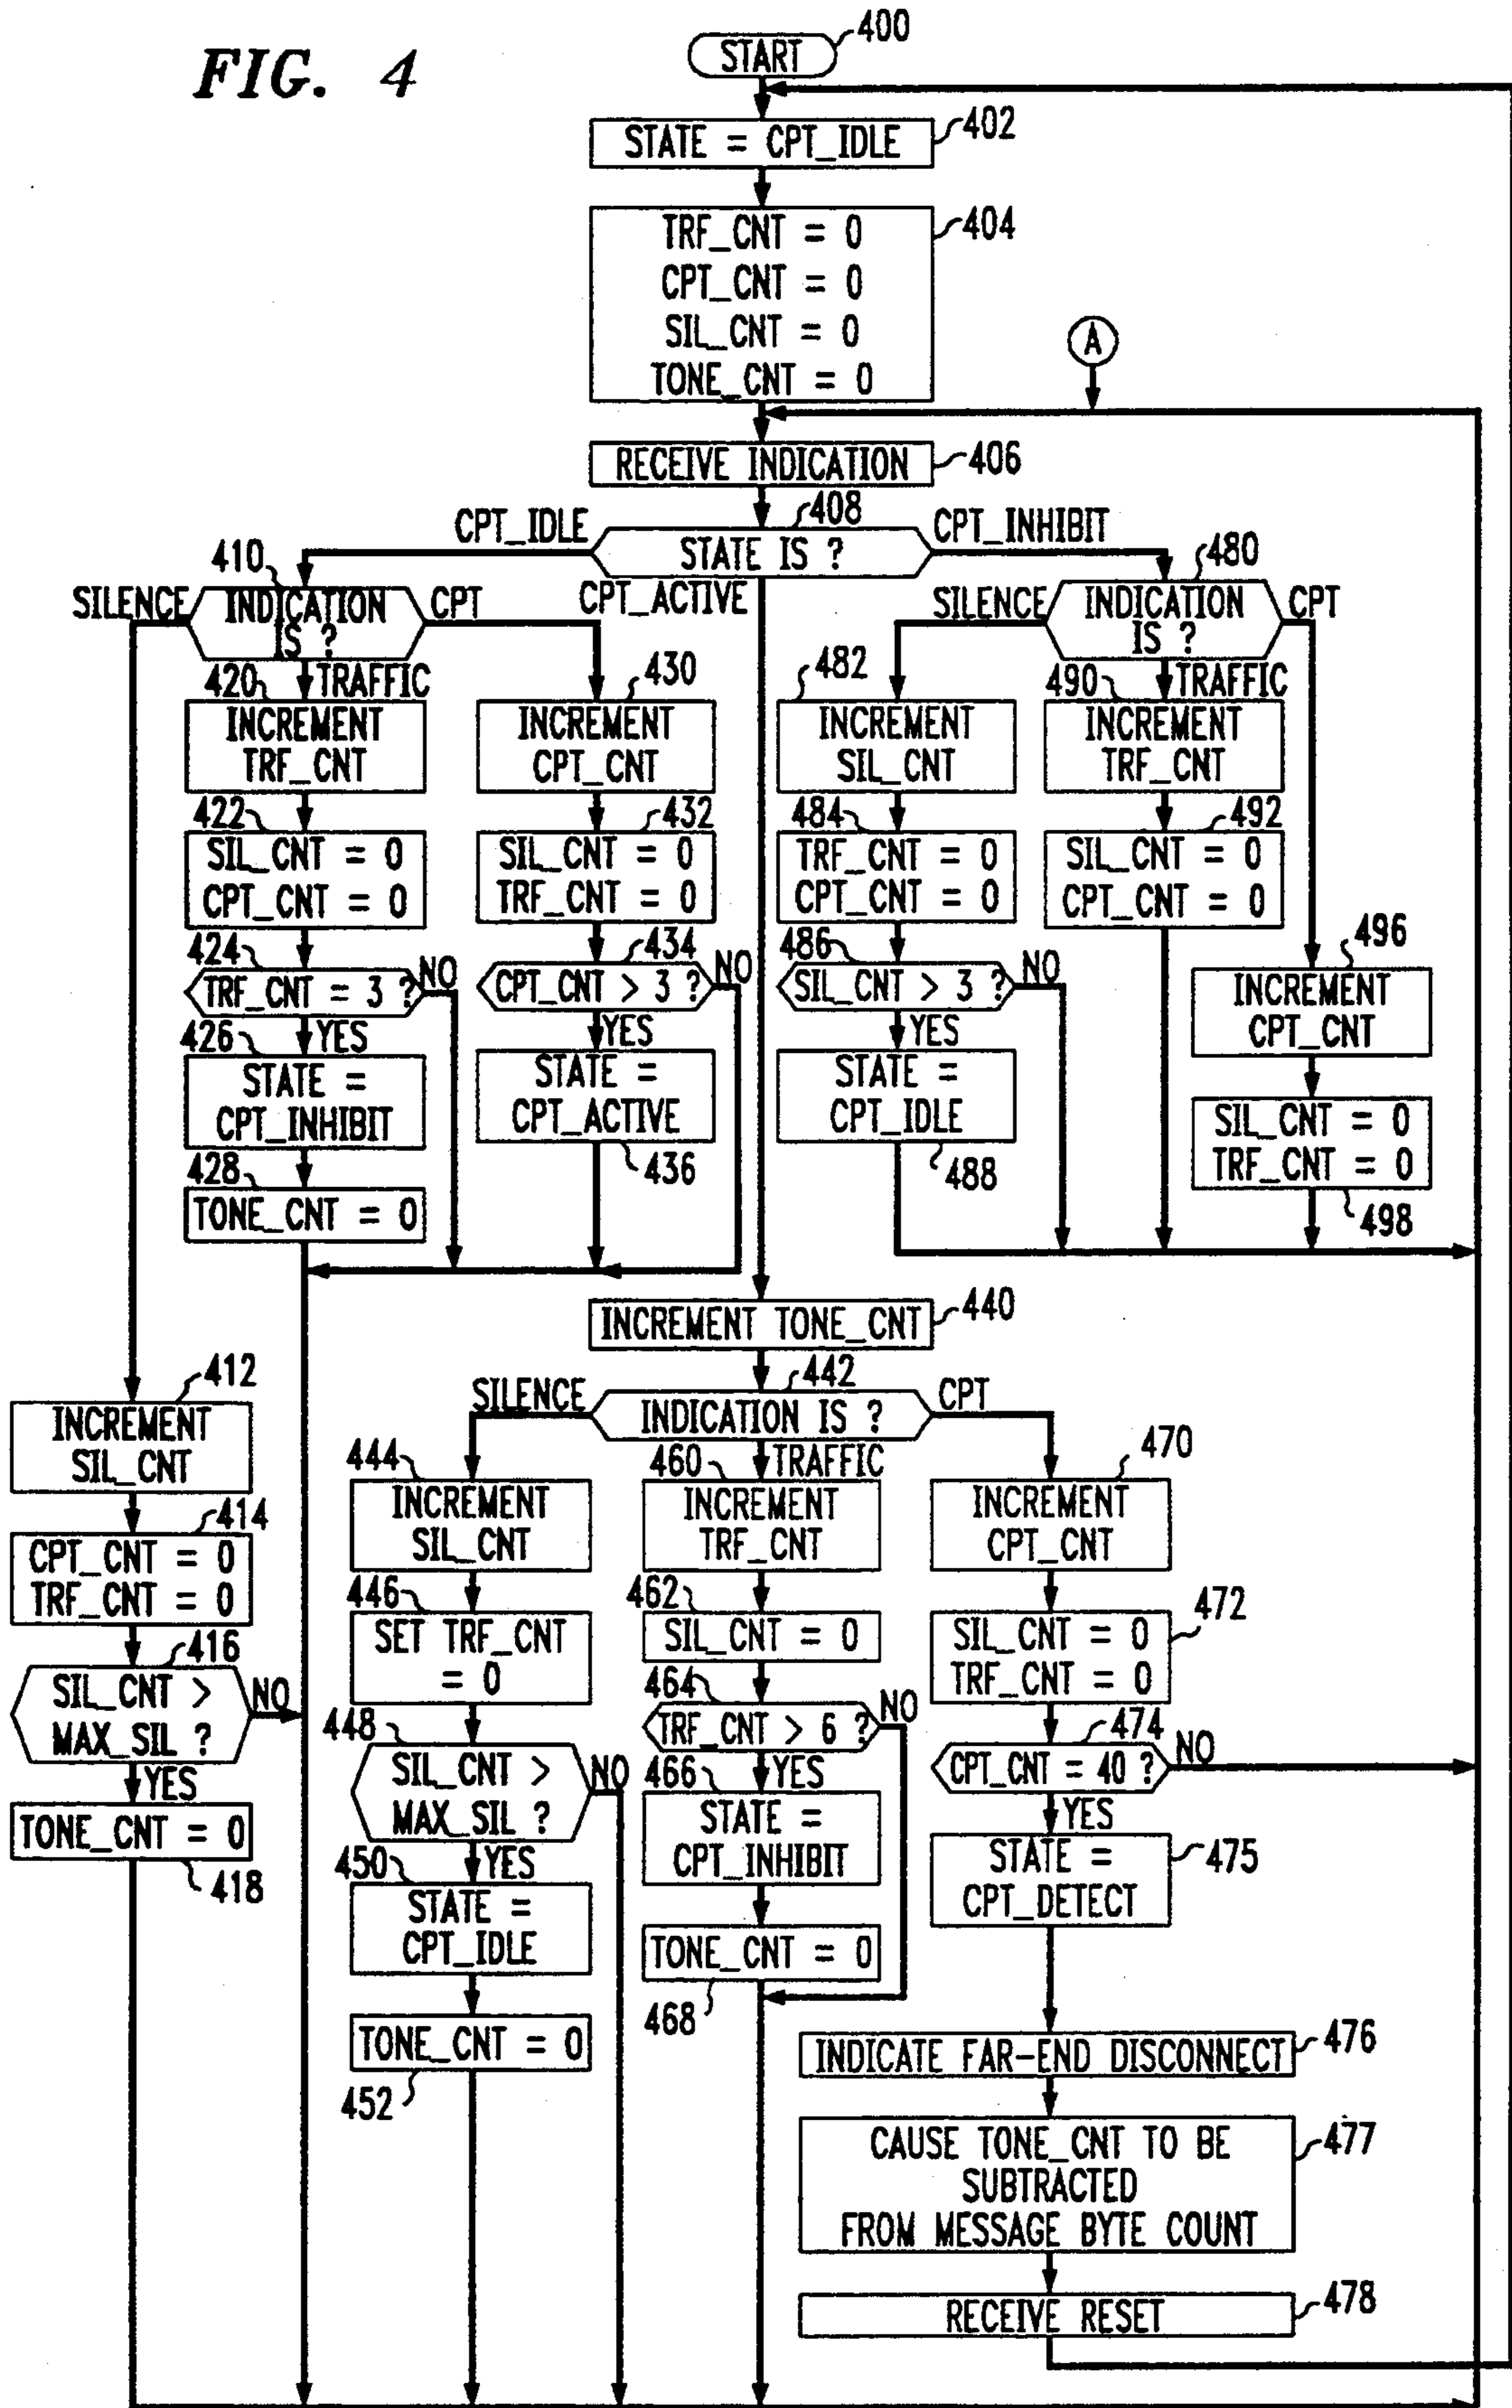 FIG. 4
START
400
STATE = CPT_IDLE
402
TRF_CNT = 0
CPT_CNT = 0
SIL_CNT = 0
TONE_CNT = 0
404
A
RECEIVE INDICATION
406
408
STATE IS ?
CPT_IDLE
CPT_ACTIVE
CPT_INHIBIT
410
INDICATION
IS ?
SILENCE
TRAFFIC
CPT
420
INCREMENT
TRF_CNT
422
SIL_CNT = 0
CPT_CNT = 0
424
TRF_CNT = 3 ?
NO
YES
426
STATE =
CPT_INHIBIT
428
TONE_CNT = 0
430
INCREMENT
CPT_CNT
432
SIL_CNT = 0
TRF_CNT = 0
434
CPT_CNT > 3 ?
NO
YES
STATE =
CPT_ACTIVE
436
480
INDICATION
IS ?
SILENCE
TRAFFIC
CPT
482
INCREMENT
SIL_CNT
484
TRF_CNT = 0
CPT_CNT = 0
486
SIL_CNT > 3 ?
NO
YES
STATE =
CPT_IDLE
488
490
INCREMENT
TRF_CNT
492
SIL_CNT = 0
CPT_CNT = 0
496
INCREMENT
CPT_CNT
SIL_CNT = 0
TRF_CNT = 0
498
412
INCREMENT
SIL_CNT
414
CPT_CNT = 0
TRF_CNT = 0
416
SIL_CNT >
MAX_SIL ?
NO
YES
TONE_CNT = 0
418
INCREMENT TONE_CNT
440
442
INDICATION IS ?
SILENCE
TRAFFIC
CPT
444
INCREMENT
SIL_CNT
446
SET TRF_CNT
= 0
448
SIL_CNT >
MAX_SIL ?
NO
YES
450
STATE =
CPT_IDLE
TONE_CNT = 0
452
460
INCREMENT
TRF_CNT
462
SIL_CNT = 0
464
TRF_CNT > 6 ?
NO
YES
466
STATE =
CPT_INHIBIT
TONE_CNT = 0
468
470
INCREMENT
CPT_CNT
472
SIL_CNT = 0
TRF_CNT = 0
474
CPT_CNT = 40 ?
NO
YES
STATE =
CPT_DETECT
475
INDICATE FAR-END DISCONNECT
476
CAUSE TONE_CNT TO BE
SUBTRACTED
FROM MESSAGE BYTE COUNT
477
RECEIVE RESET
478